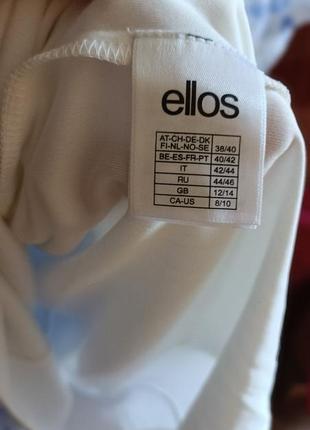 ellos
AT-CH-DE-DK
FI-NL-NO-SE 38/40
BE-ES-FR-PT 40/42
IT 42/44
RU 44/46
GB 12/14
CA-US 8/10